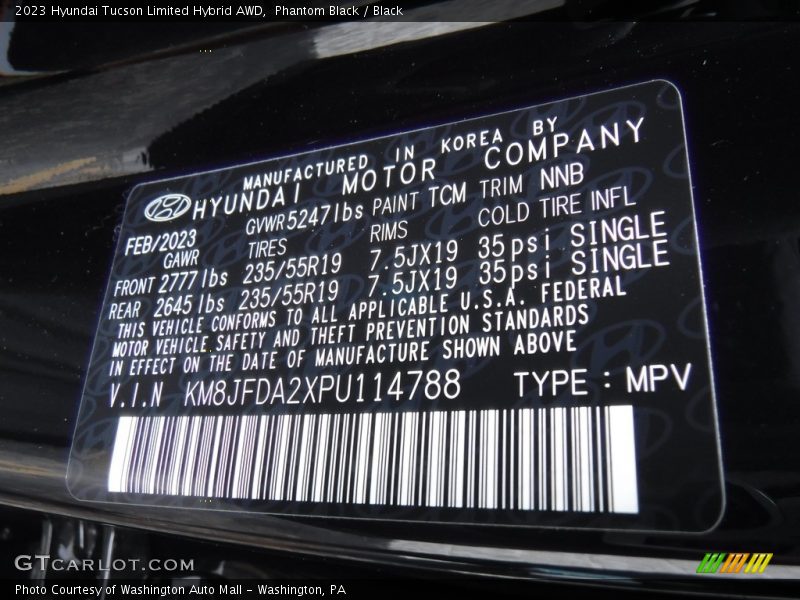 2023 Hyundai Tucson Limited Hybrid AWD,  Phantom Black / Black
MANUFACTURED IN KOREA BY
HYUNDAI MOTOR COMPANY
FEB/2023 GVWR 5247lbs PAINT TCM TRIM NNB
GAWR TIRES RIMS COLD TIRE INFL
FRONT 2777lbs 235/55R19 7.5JX19 35psi SINGLE
REAR 2645lbs 235/55R19 7.5JX19 35psi SINGLE
THIS VEHICLE CONFORMS TO ALL APPLICABLE U.S.A. FEDERAL
MOTOR VEHICLE SAFETY AND THEFT PREVENTION STANDARDS
IN EFFECT ON THE DATE OF MANUFACTURE SHOWN ABOVE
V.I.N KM8JFDA2XPU114788 TYPE : MPV
GTCARLOT.COM
Photo Courtesy of Washington Auto Mall - Washington, PA